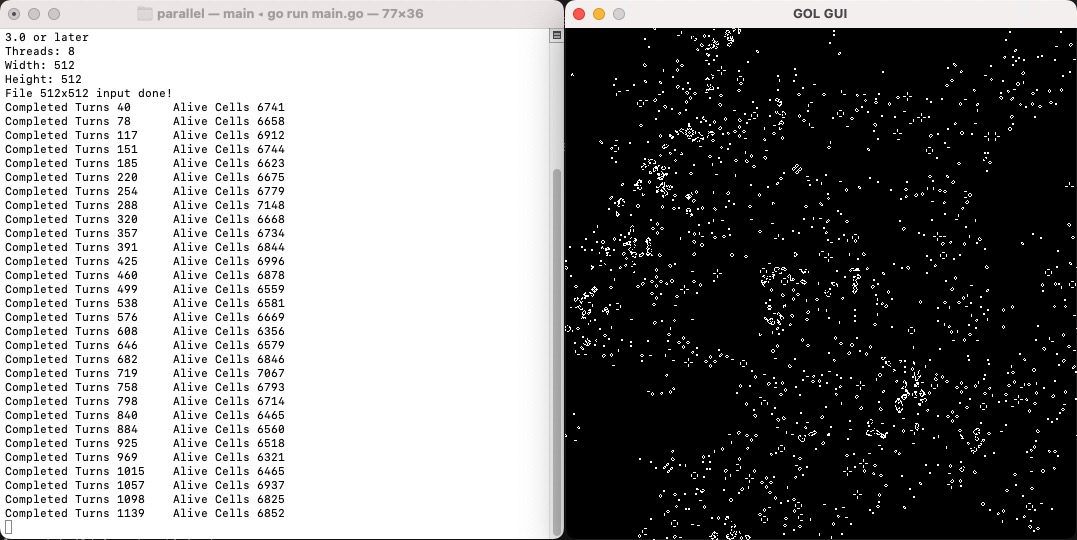 parallel — main ◂ go run main.go — 77×36
GOL GUI
3.0 or later
Threads: 8
Width: 512
Height: 512
File 512x512 input done!
Completed Turns 40      Alive Cells 6741
Completed Turns 78      Alive Cells 6658
Completed Turns 117     Alive Cells 6912
Completed Turns 151     Alive Cells 6744
Completed Turns 185     Alive Cells 6623
Completed Turns 220     Alive Cells 6675
Completed Turns 254     Alive Cells 6779
Completed Turns 288     Alive Cells 7148
Completed Turns 320     Alive Cells 6668
Completed Turns 357     Alive Cells 6734
Completed Turns 391     Alive Cells 6844
Completed Turns 425     Alive Cells 6996
Completed Turns 460     Alive Cells 6878
Completed Turns 499     Alive Cells 6559
Completed Turns 538     Alive Cells 6581
Completed Turns 576     Alive Cells 6669
Completed Turns 608     Alive Cells 6356
Completed Turns 646     Alive Cells 6579
Completed Turns 682     Alive Cells 6846
Completed Turns 719     Alive Cells 7067
Completed Turns 758     Alive Cells 6793
Completed Turns 798     Alive Cells 6714
Completed Turns 840     Alive Cells 6465
Completed Turns 884     Alive Cells 6560
Completed Turns 925     Alive Cells 6518
Completed Turns 969     Alive Cells 6321
Completed Turns 1015    Alive Cells 6465
Completed Turns 1057    Alive Cells 6937
Completed Turns 1098    Alive Cells 6825
Completed Turns 1139    Alive Cells 6852